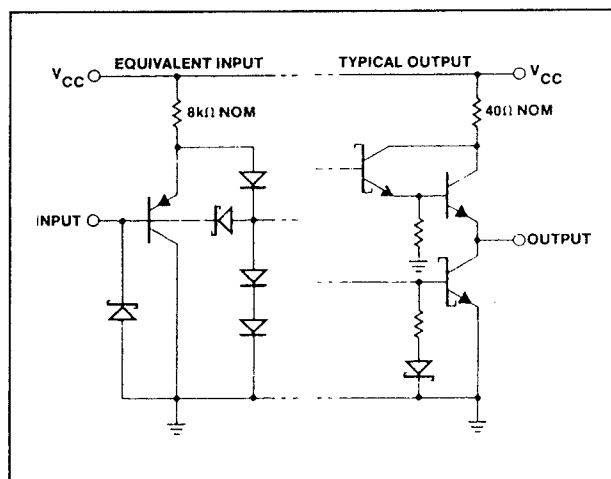 EQUIVALENT INPUT
TYPICAL OUTPUT
VCC
VCC
8kΩ NOM
40Ω NOM
INPUT
OUTPUT